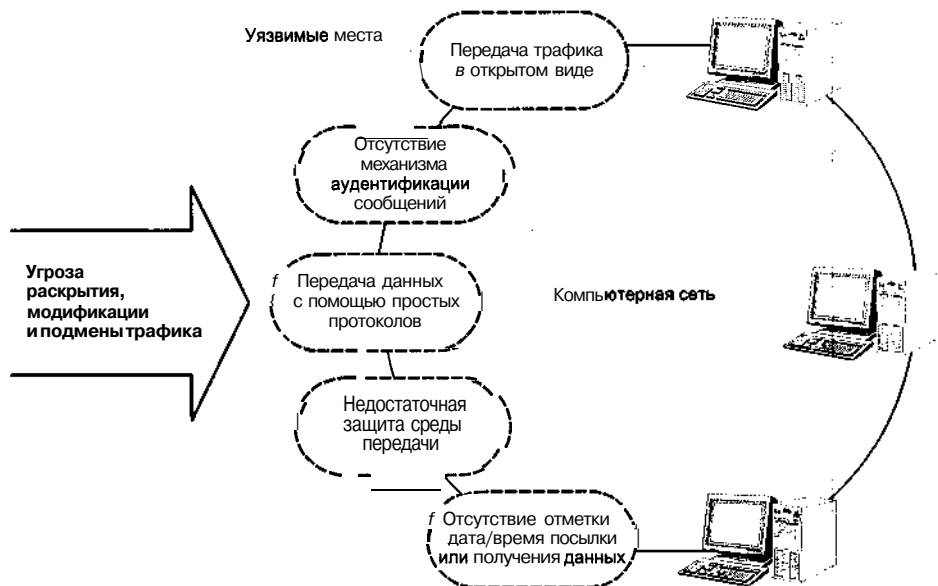 Уязвимые места
Передача трафика
в открытом виде
Отсутствие
механизма
аудентификации
сообщений
Угроза
раскрытия,
модификации
и подмены трафика
Передача данных
с помощью простых
протоколов
Компьютерная сеть
Недостаточная
защита среды
передачи
Отсутствие отметки
дата/время посылки
или получения данных